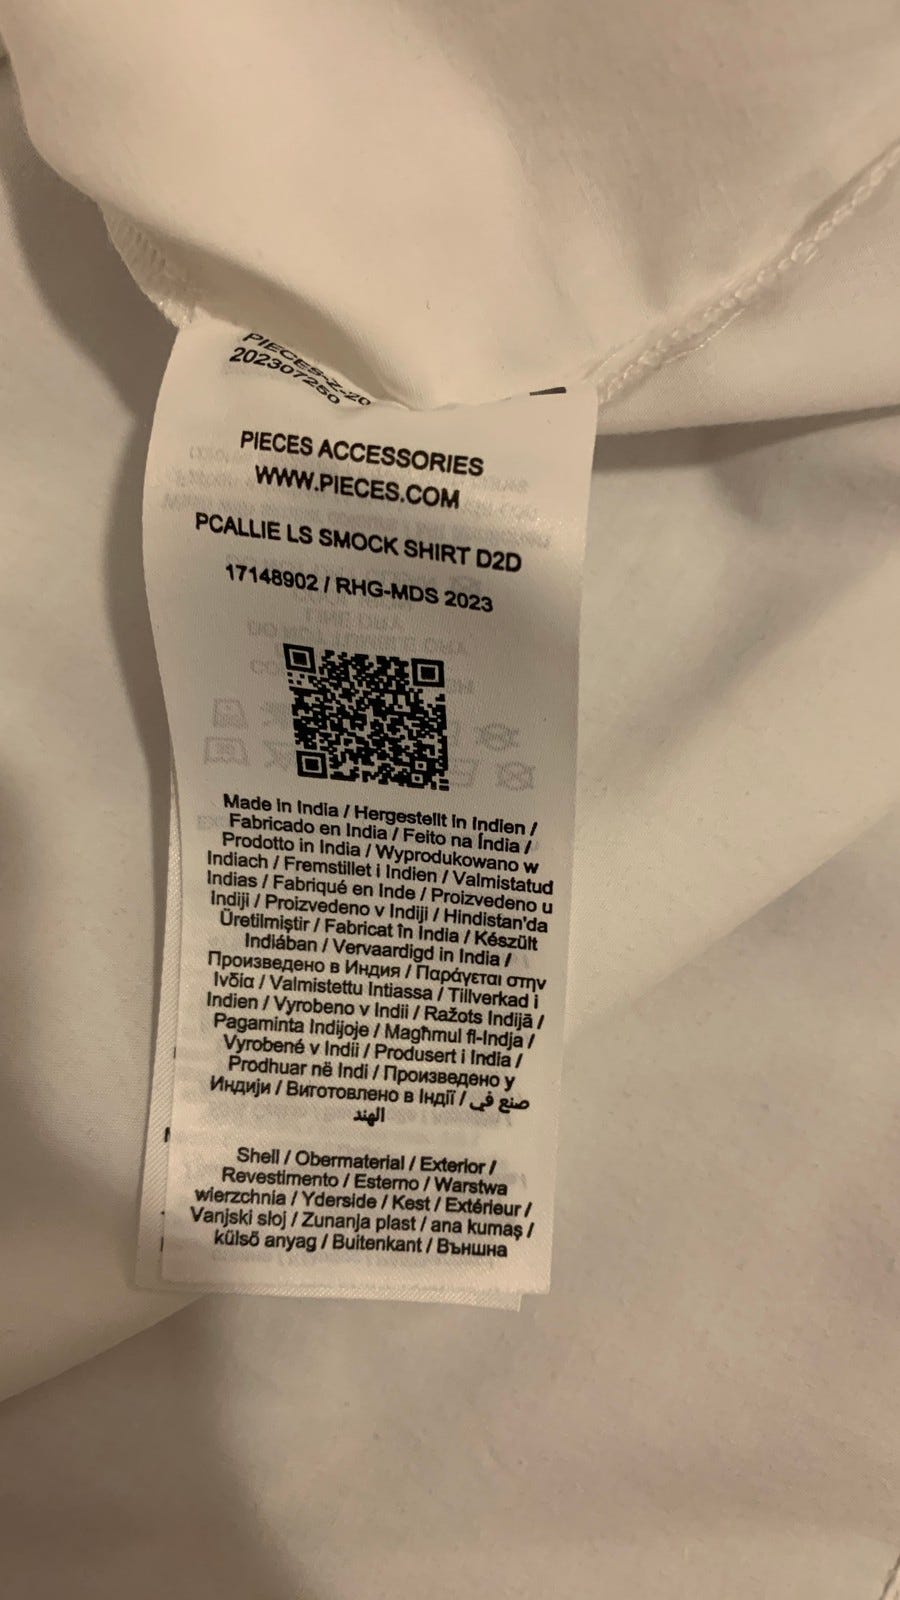 PIECES-Z-20
202307250
PIECES ACCESSORIES
WWW.PIECES.COM
PCALLIE LS SMOCK SHIRT D2D
17148902 / RHG-MDS 2023
Made in India / Hergestellt in Indien /
Fabricado en India / Feito na Índia /
Prodotto in India / Wyprodukowano w
Indiach / Fremstillet i Indien / Valmistatud
Indias / Fabriqué en Inde / Proizvedeno u
Indiji / Proizvedeno v Indiji / Hindistan'da
Üretilmiştir / Fabricat în India / Készült
Indiában / Vervaardigd in India /
Произведено в Индия / Παράγεται στην
Ινδία / Valmistettu Intiassa / Tillverkad i
Indien / Vyrobeno v Indii / Ražots Indijā /
Pagaminta Indijoje / Magħmul fl-Indja /
Vyrobené v Indii / Produsert i India /
Prodhuar në Indi / Произведено у
Индији / Виготовлено в Індії / صنع في
الهند
Shell / Obermaterial / Exterior /
Revestimento / Esterno / Warstwa
wierzchnia / Yderside / Kest / Extérieur /
Vanjski sloj / Zunanja plast / ana kumaş /
külső anyag / Buitenkant / Външна